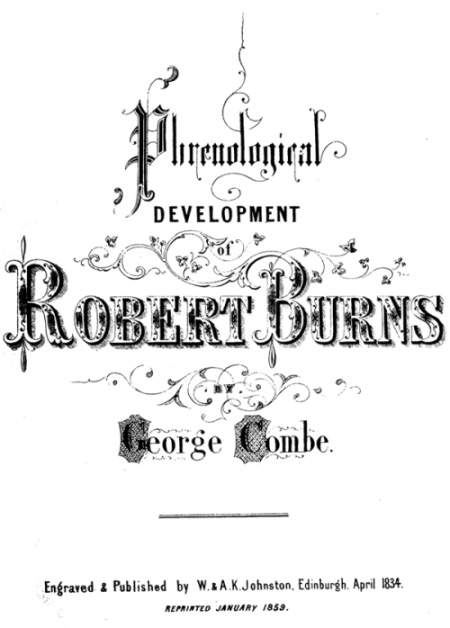 Phrenological
DEVELOPMENT
of
ROBERT BURNS
BY
George Combe.
Engraved & Published by W. & A.K. Johnston, Edinburgh. April 1834.
REPRINTED JANUARY 1859.